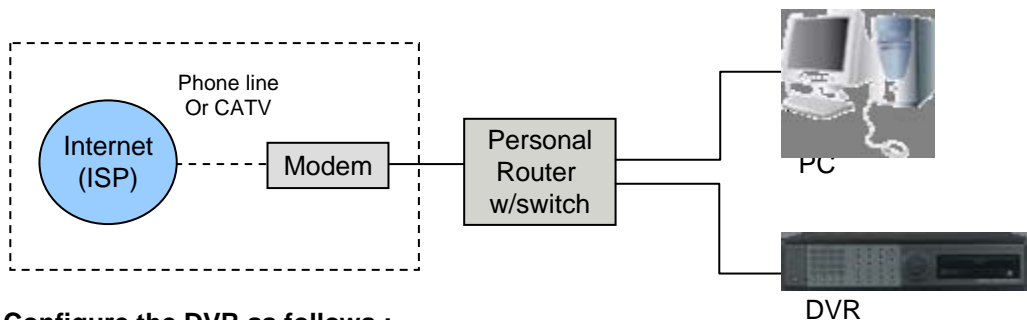 Phone line
Or CATV
Internet
(ISP)
Modem
Personal
Router
w/switch
PC
DVR
Configure the DVR as follows :